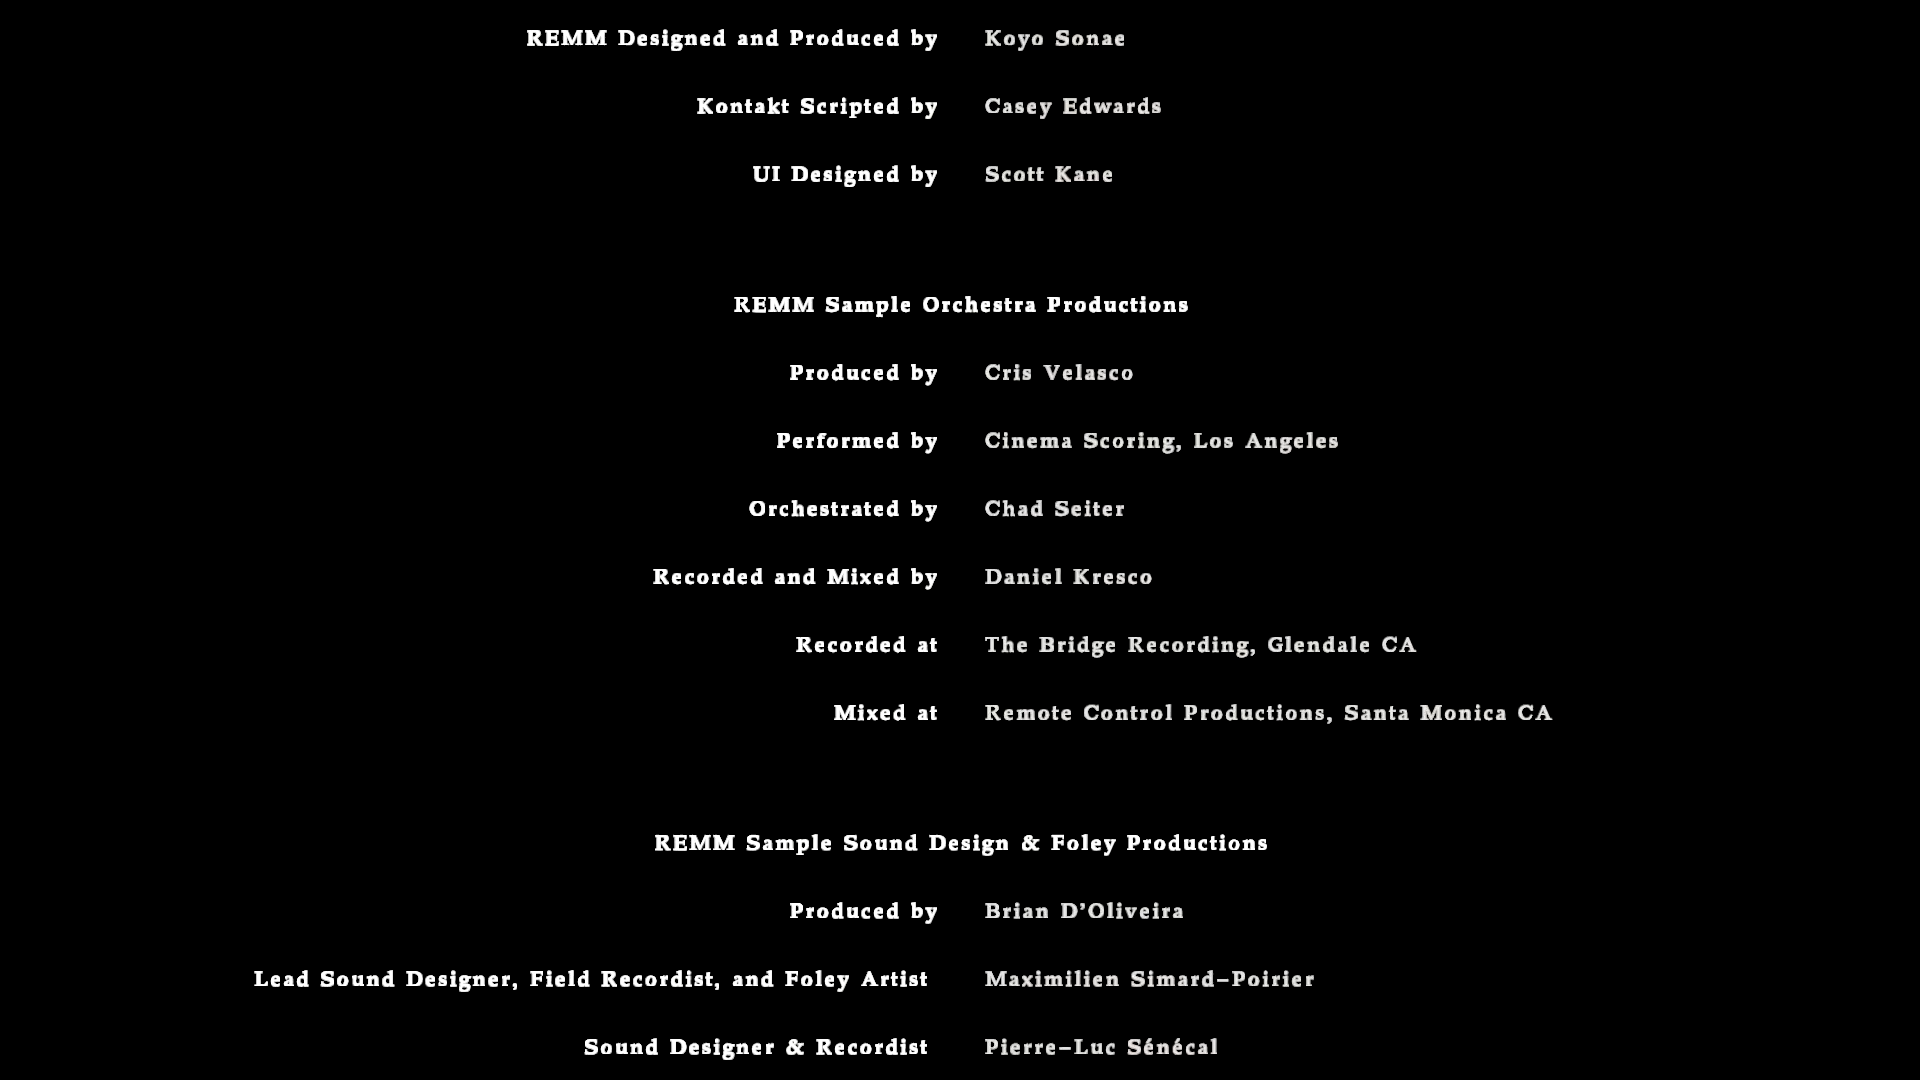 REMM Designed and Produced by Koyo Sonae
Kontakt Scripted by Casey Edwards
UI Designed by Scott Kane
REMM Sample Orchestra Productions
Produced by Cris Velasco
Performed by Cinema Scoring, Los Angeles
Orchestrated by Chad Seiter
Recorded and Mixed by Daniel Kresco
Recorded at The Bridge Recording, Glendale CA
Mixed at Remote Control Productions, Santa Monica CA
REMM Sample Sound Design & Foley Productions
Produced by Brian D’Oliveira
Lead Sound Designer, Field Recordist, and Foley Artist Maximilien Simard–Poirier
Sound Designer & Recordist Pierre–Luc Sénécal